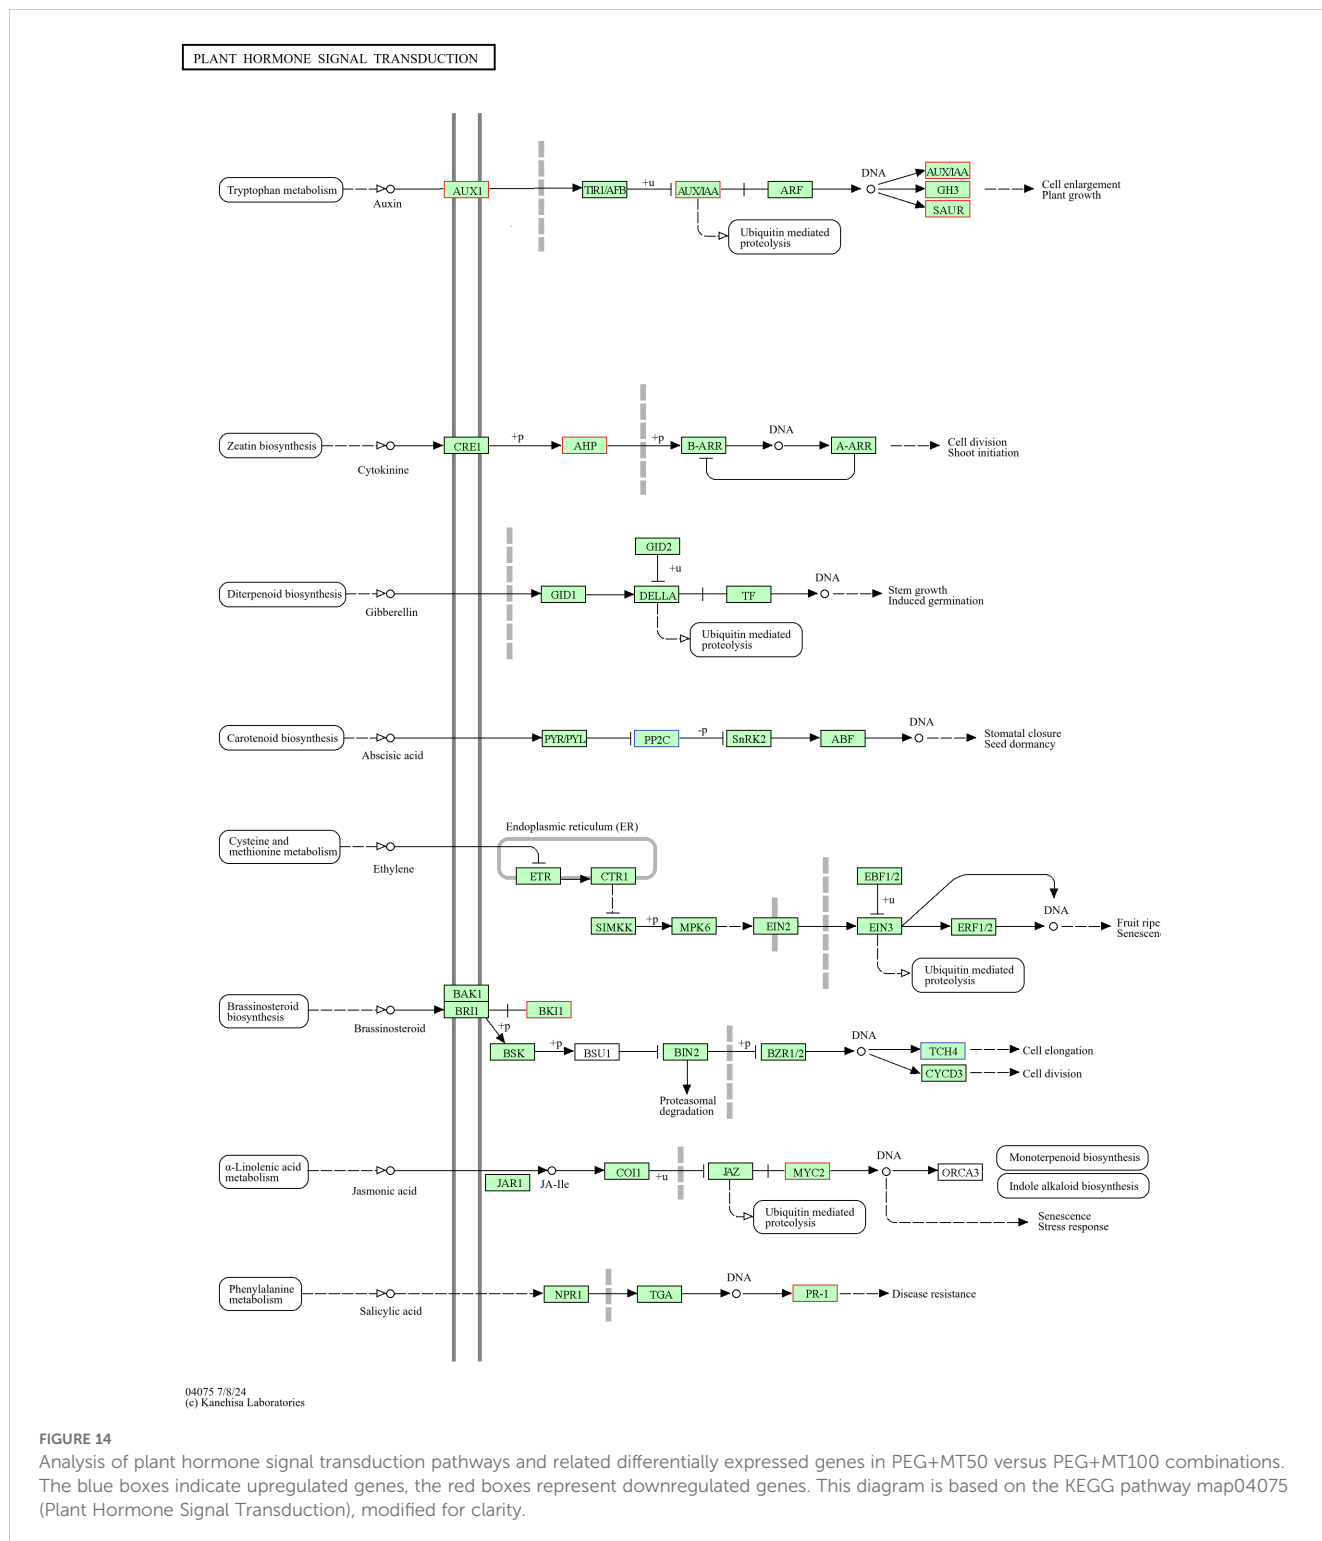 PLANT HORMONE SIGNAL TRANSDUCTION
Tryptophan metabolism
Auxin
AUX1
TIR1/AFB
+u
AUX/IAA
ARF
DNA
AUX/IAA
GH3
SAUR
Cell enlargement
Plant growth
Ubiquitin mediated
proteolysis
Zeatin biosynthesis
Cytokinine
CRE1
+p
AHP
+p
B-ARR
DNA
A-ARR
Cell division
Shoot initiation
GID2
+u
Diterpenoid biosynthesis
Gibberellin
GID1
DELLA
TF
DNA
Stem growth
Induced germination
Ubiquitin mediated
proteolysis
Carotenoid biosynthesis
Abscisic acid
PYR/PYL
PP2C
-p
SnRK2
ABF
DNA
Stomatal closure
Seed dormancy
Endoplasmic reticulum (ER)
Cysteine and
methionine metabolism
Ethylene
ETR
CTR1
EBF1/2
+u
SIMKK
+p
MPK6
EIN2
EIN3
ERF1/2
DNA
Fruit ripe
Senescen
Ubiquitin mediated
proteolysis
Brassinosteroid
biosynthesis
Brassinosteroid
BAK1
BRI1
BKI1
+p
BSK
+p
BSU1
BIN2
+p
BZR1/2
DNA
TCH4
Cell elongation
CYCD3
Cell division
Proteasomal
degradation
α-Linolenic acid
metabolism
Jasmonic acid
JAR1
JA-Ile
COI1
+u
JAZ
MYC2
DNA
ORCA3
Monoterpenoid biosynthesis
Indole alkaloid biosynthesis
Ubiquitin mediated
proteolysis
Senescence
Stress response
Phenylalanine
metabolism
Salicylic acid
NPR1
TGA
DNA
PR-1
Disease resistance
04075 7/8/24
(c) Kanehisa Laboratories
FIGURE 14
Analysis of plant hormone signal transduction pathways and related differentially expressed genes in PEG+MT50 versus PEG+MT100 combinations.
The blue boxes indicate upregulated genes, the red boxes represent downregulated genes. This diagram is based on the KEGG pathway map04075
(Plant Hormone Signal Transduction), modified for clarity.